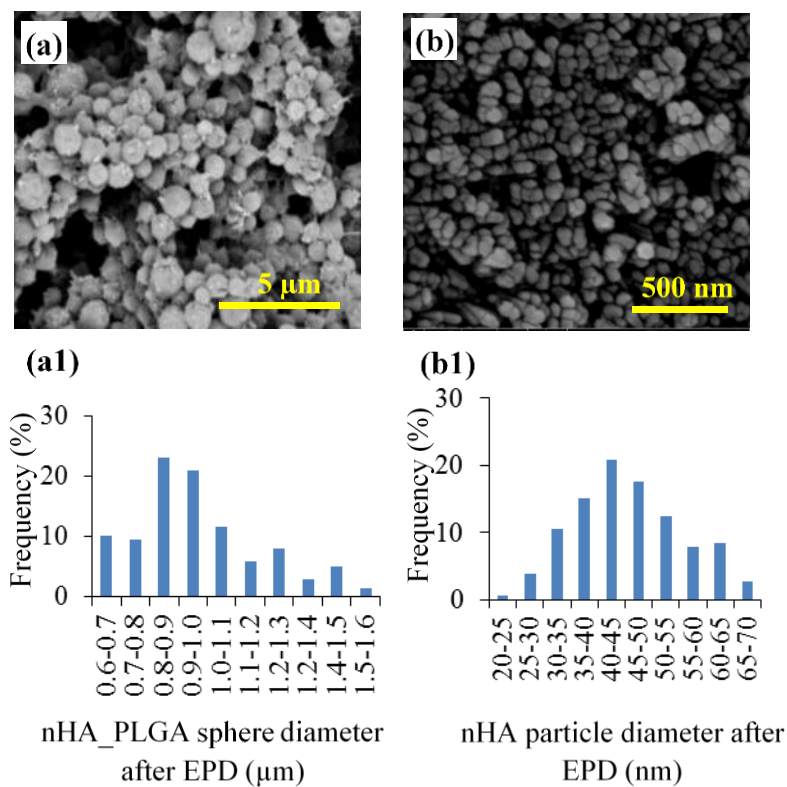 (a)
5 µm
(b)
500 nm
(a1)
Frequency (%)
30
20
10
0
0.6-0.7
0.7-0.8
0.8-0.9
0.9-1.0
1.0-1.1
1.1-1.2
1.2-1.3
1.2-1.4
1.4-1.5
1.5-1.6
nHA_PLGA sphere diameter
after EPD (µm)
(b1)
Frequency (%)
30
20
10
0
20-25
25-30
30-35
35-40
40-45
45-50
50-55
55-60
60-65
65-70
nHA particle diameter after
EPD (nm)